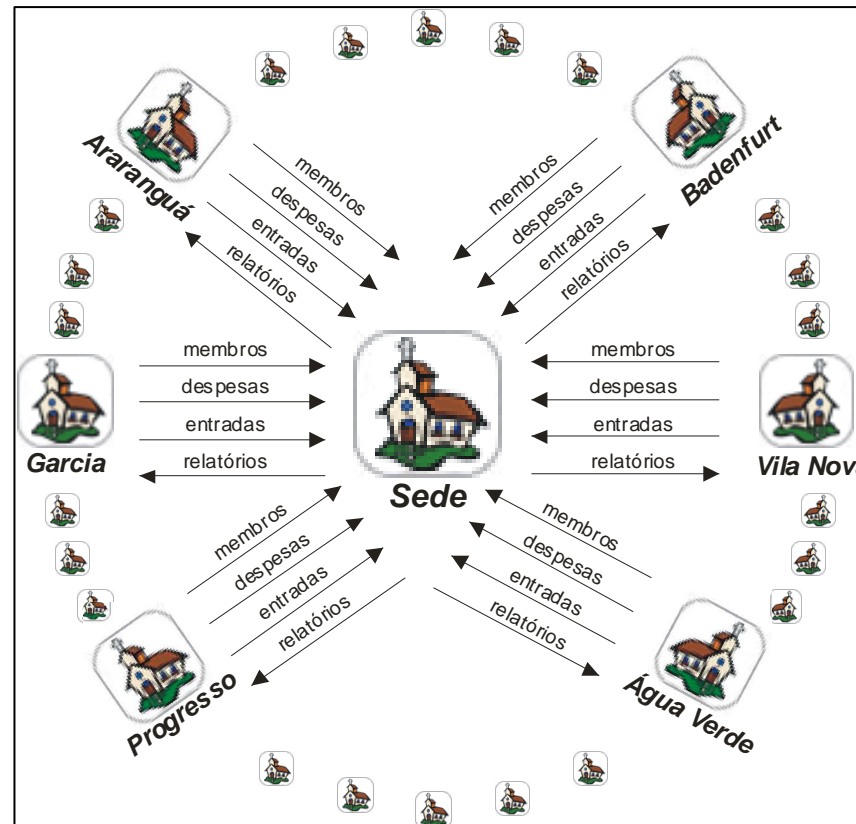 Araranguá
membros
despesas
entradas
relatórios
Badenfurt
membros
despesas
entradas
relatórios
Garcia
membros
despesas
entradas
relatórios
Sede
Vila Nova
membros
despesas
entradas
relatórios
Progresso
membros
despesas
entradas
relatórios
Água Verde
membros
despesas
entradas
relatórios